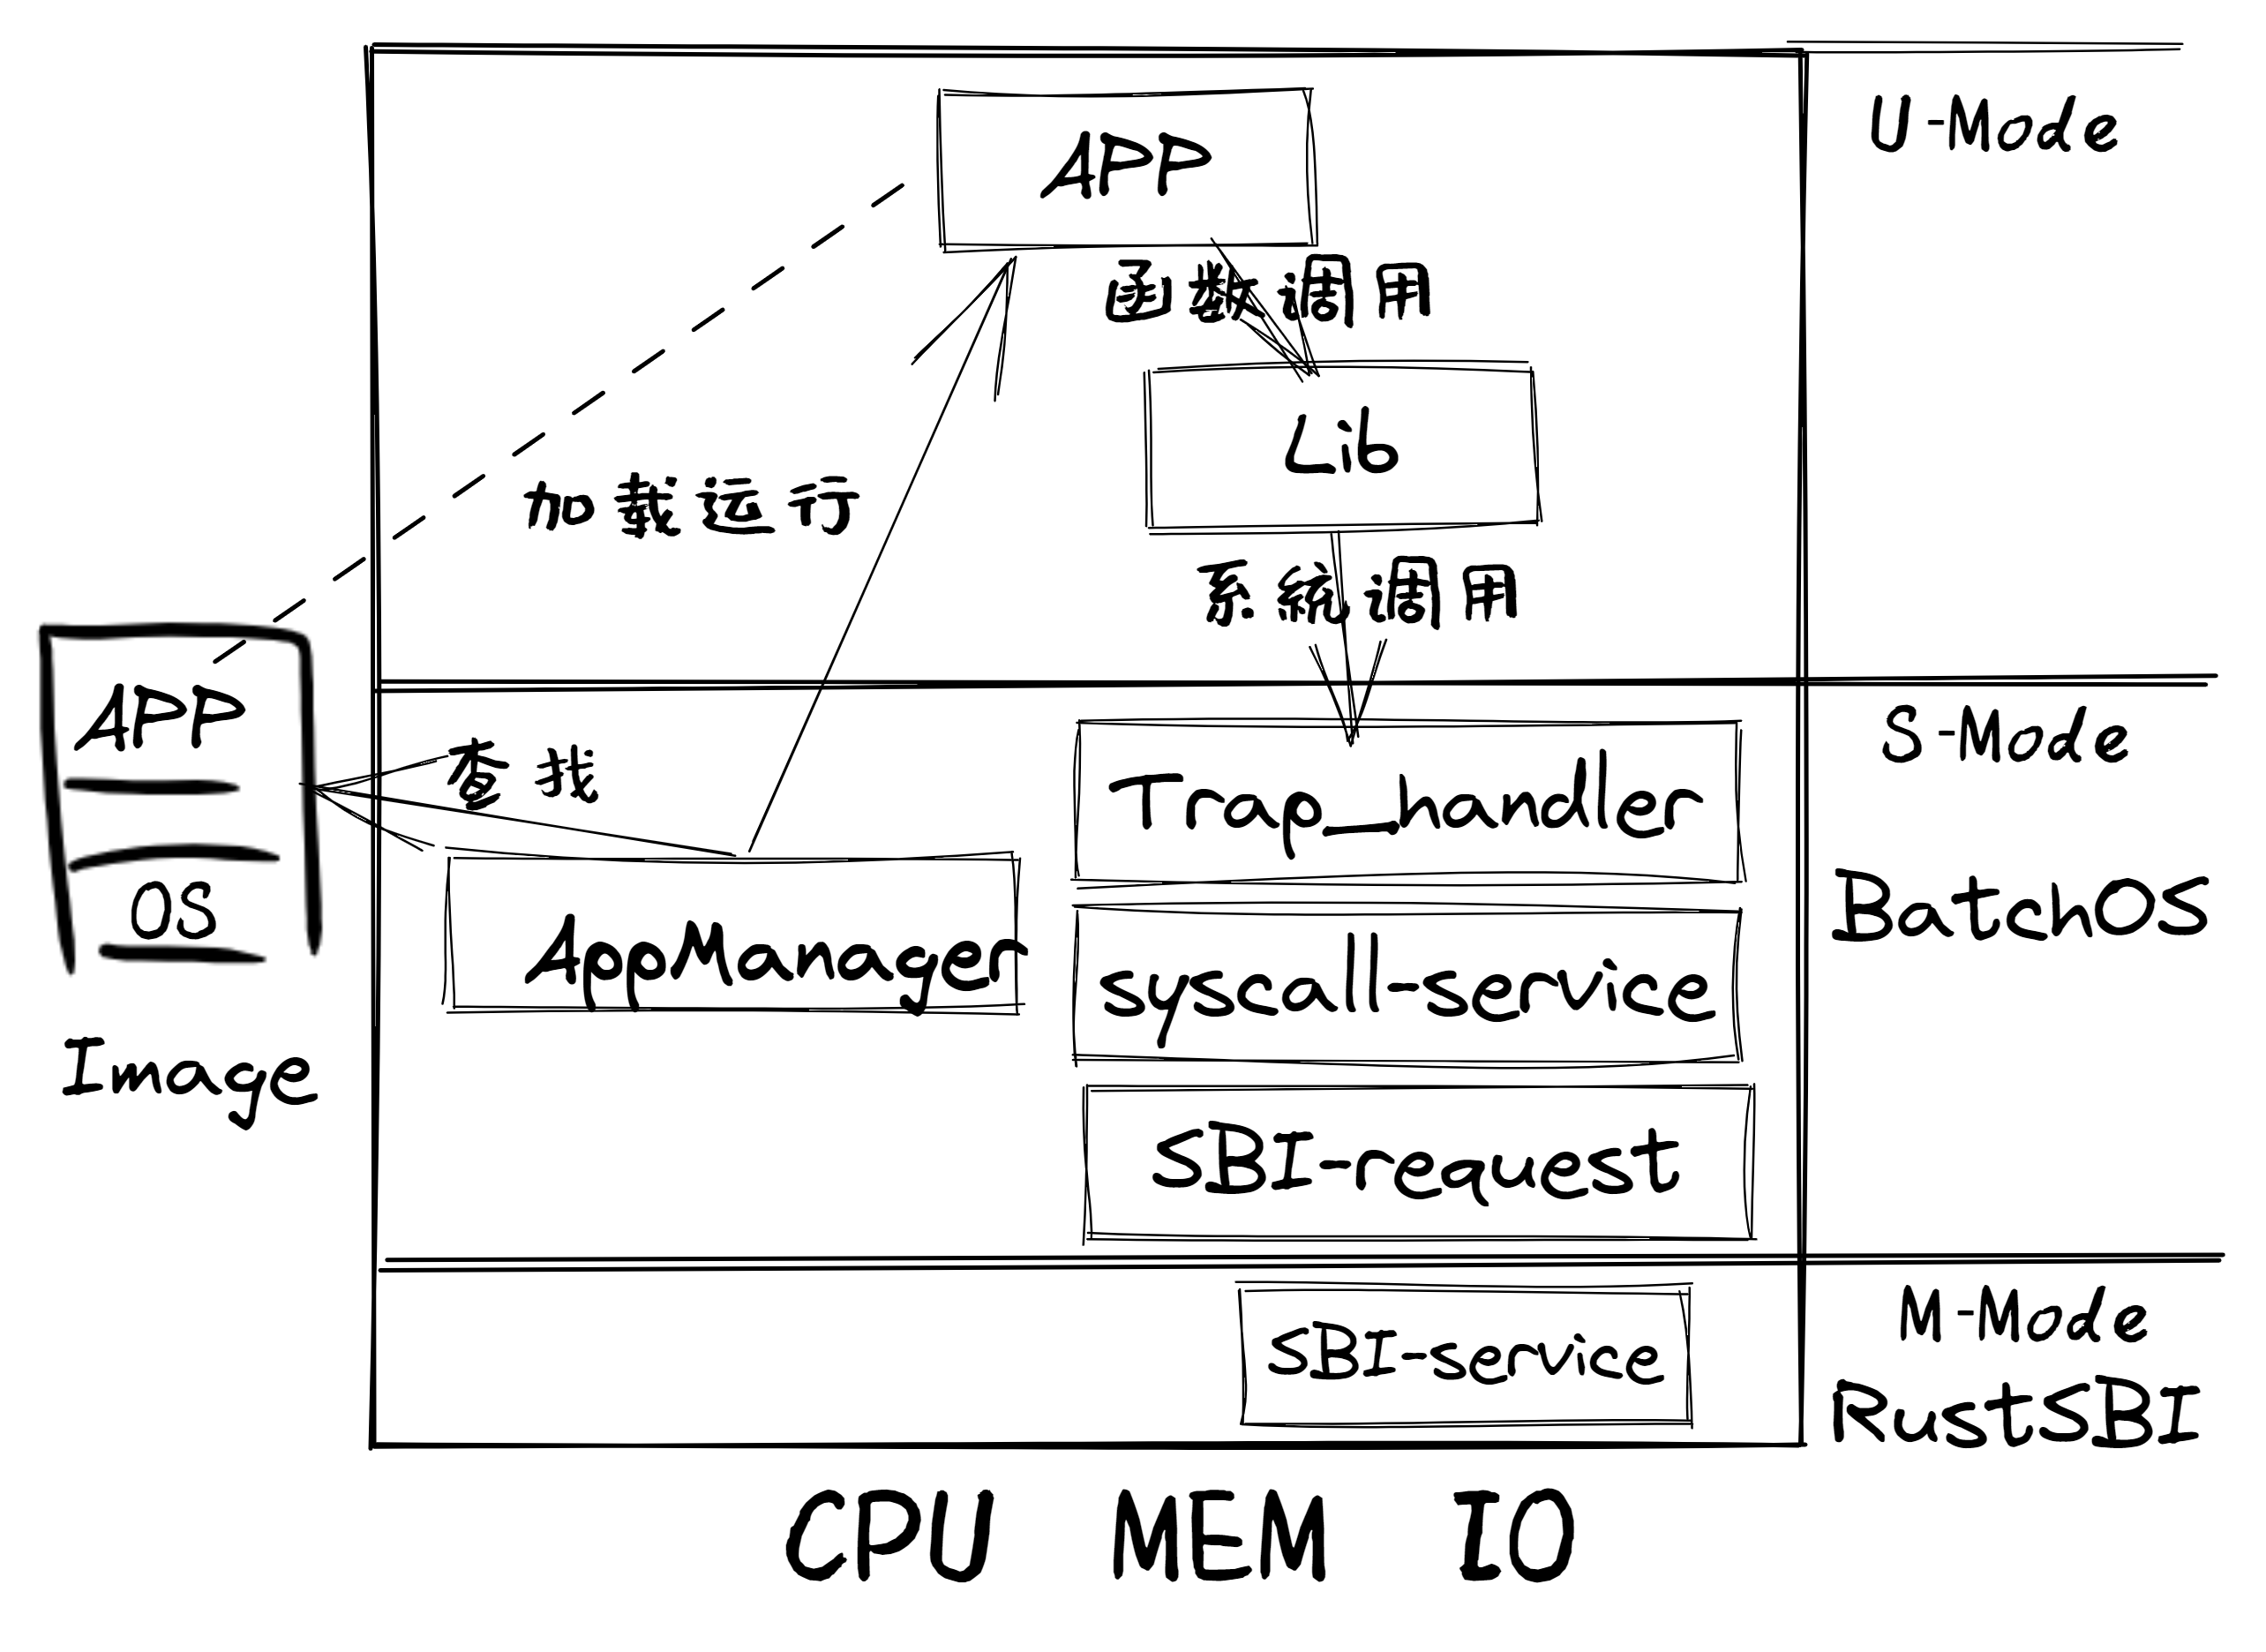 APP
U-Mode
函数调用
Lib
加载运行
系統调用
APP
S-Mode
查找
Trap_handler
OS
AppManager
BatchOS
syscall-service
Image
SBI-request
M-Mode
SBI-service
RustSBI
CPU MEM IO